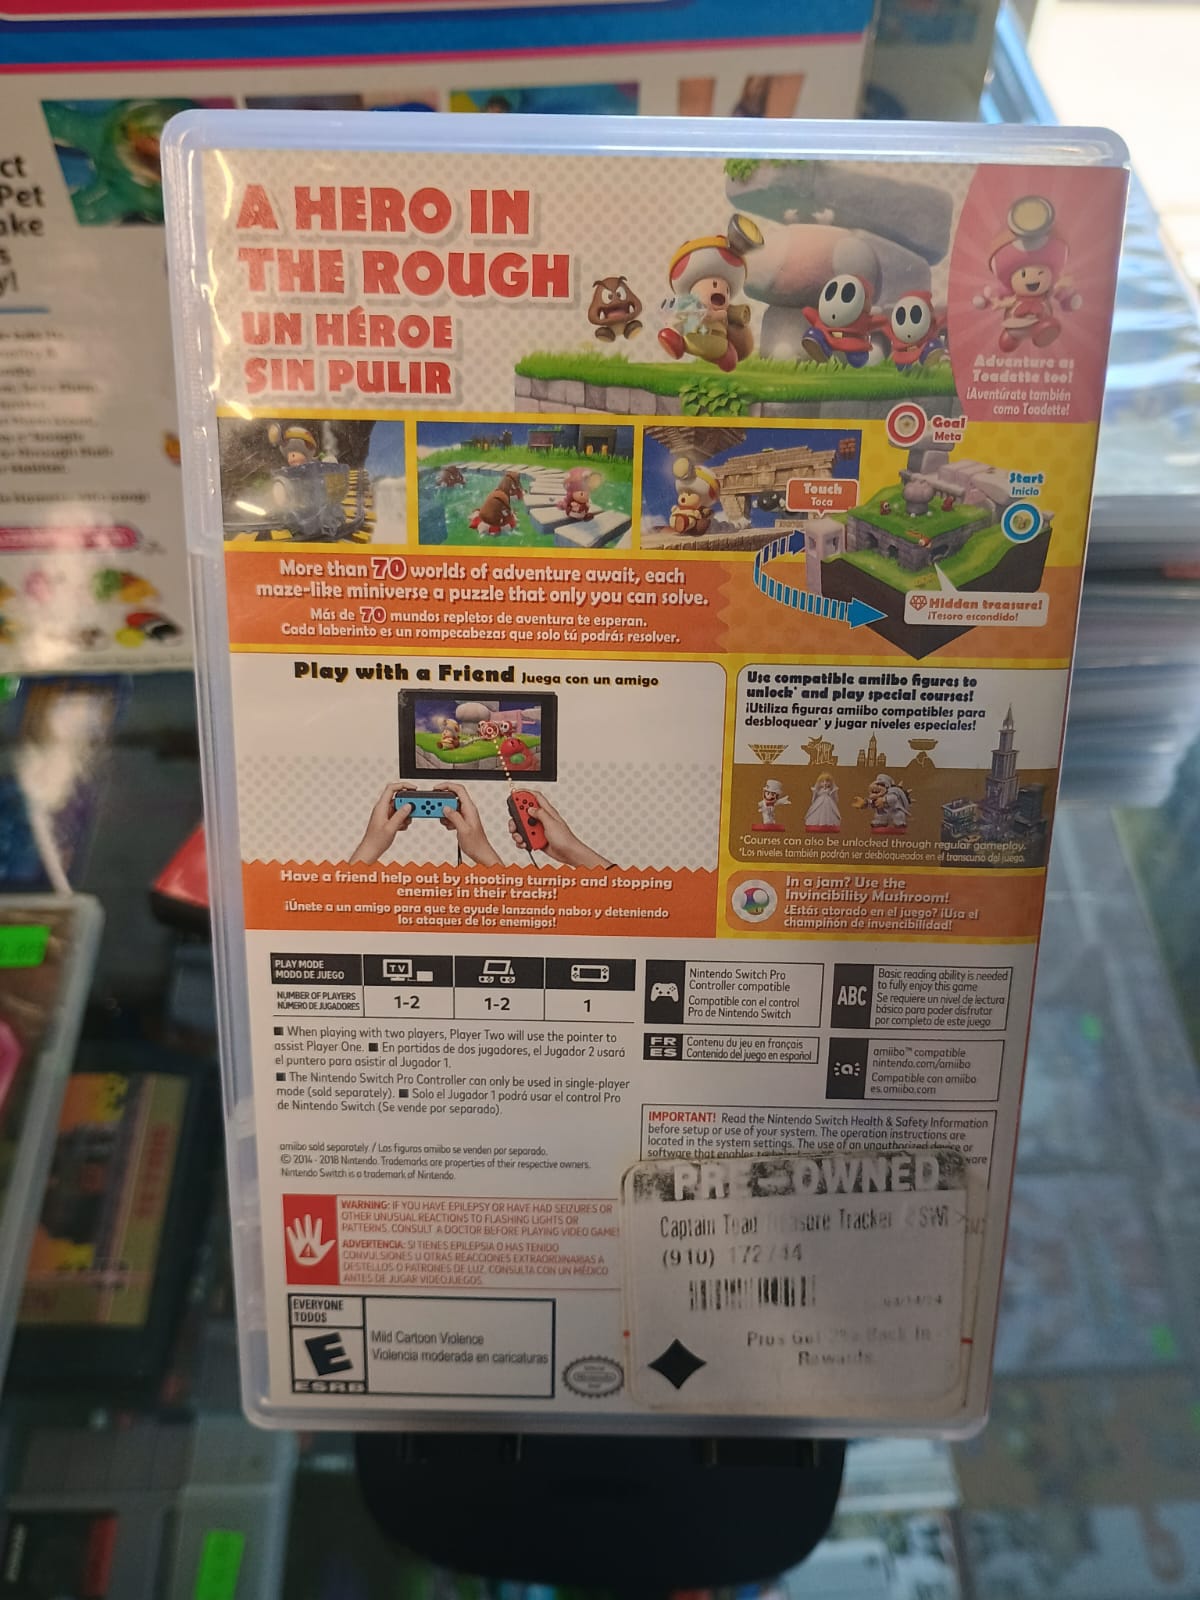 ct
Pet
ake
s
y!
A HERO IN
THE ROUGH
UN HÉROE
SIN PULIR
Adventure as
Toadette too!
¡Aventúrate también
como Toadette!
Goal
Meta
Start
Inicio
Touch
Toca
Hidden treasure!
¡Tesoro escondido!
More than 70 worlds of adventure await, each
maze-like miniverse a puzzle that only you can solve.
Más de 70 mundos repletos de aventura te esperan.
Cada laberinto es un rompecabezas que solo tú podrás resolver.
Play with a Friend Juega con un amigo
Have a friend help out by shooting turnips and stopping
enemies in their tracks!
¡Únete a un amigo para que te ayude lanzando nabos y deteniendo
los ataques de los enemigos!
Use compatible amiibo figures to
unlock* and play special courses!
¡Utiliza figuras amiibo compatibles para
desbloquear* y jugar niveles especiales!
*Courses can also be unlocked through regular gameplay.
*Los niveles también podrán ser desbloqueados en el transcurso del juego.
In a jam? Use the
Invincibility Mushroom!
¿Estás atorado en el juego? ¡Usa el
champiñón de invencibilidad!
PLAY MODE
MODO DE JUEGO
TV
NUMBER OF PLAYERS
NÚMERO DE JUGADORES
1-2
1-2
1
■ When playing with two players, Player Two will use the pointer to
assist Player One. ■ En partidas de dos jugadores, el Jugador 2 usará
el puntero para asistir al Jugador 1.
■ The Nintendo Switch Pro Controller can only be used in single-player
mode (sold separately). ■ Solo el Jugador 1 podrá usar el control Pro
de Nintendo Switch (Se vende por separado).
Nintendo Switch Pro
Controller compatible
Compatible con el control
Pro de Nintendo Switch
ABC
Basic reading ability is needed
to fully enjoy this game
Se requiere un nivel de lectura
básico para poder disfrutar
por completo de este juego
FR
ES
Contenu du jeu en français
Contenido del juego en español
amiibo™ compatible
nintendo.com/amiibo
Compatible con amiibo
es.amiibo.com
amiibo sold separately / Las figuras amiibo se venden por separado.
© 2014 - 2018 Nintendo. Trademarks are properties of their respective owners.
Nintendo Switch is a trademark of Nintendo.
IMPORTANT! Read the Nintendo Switch Health & Safety Information
before setup or use of your system. The operation instructions are
located in the system settings. The use of an unauthorized device or
software that enables
WARNING: IF YOU HAVE EPILEPSY OR HAVE HAD SEIZURES OR
OTHER UNUSUAL REACTIONS TO FLASHING LIGHTS OR
PATTERNS, CONSULT A DOCTOR BEFORE PLAYING VIDEO GAMES
ADVERTENCIA: SI TIENES EPILEPSIA O HAS TENIDO
CONVULSIONES U OTRAS REACCIONES EXTRAORDINARIAS A
DESTELLOS O PATRONES DE LUZ, CONSULTA CON UN MÉDICO
ANTES DE JUGAR VIDEOJUEGOS.
EVERYONE
TODOS
E
ESRB
Mild Cartoon Violence
Violencia moderada en caricaturas
Nintendo
PRE-OWNED
Captain Toad Tracker
(910)
Back In
Rewards